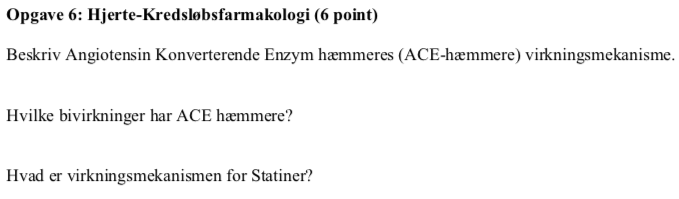 Opgave 6: Hjerte-Kredsløbsfarmakologi (6 point)
Beskriv Angiotensin Konverterende Enzym hæmmeres (ACE-hæmmere) virkningsmekanisme.
Hvilke bivirkninger har ACE hæmmere?
Hvad er virkningsmekanismen for Statiner?